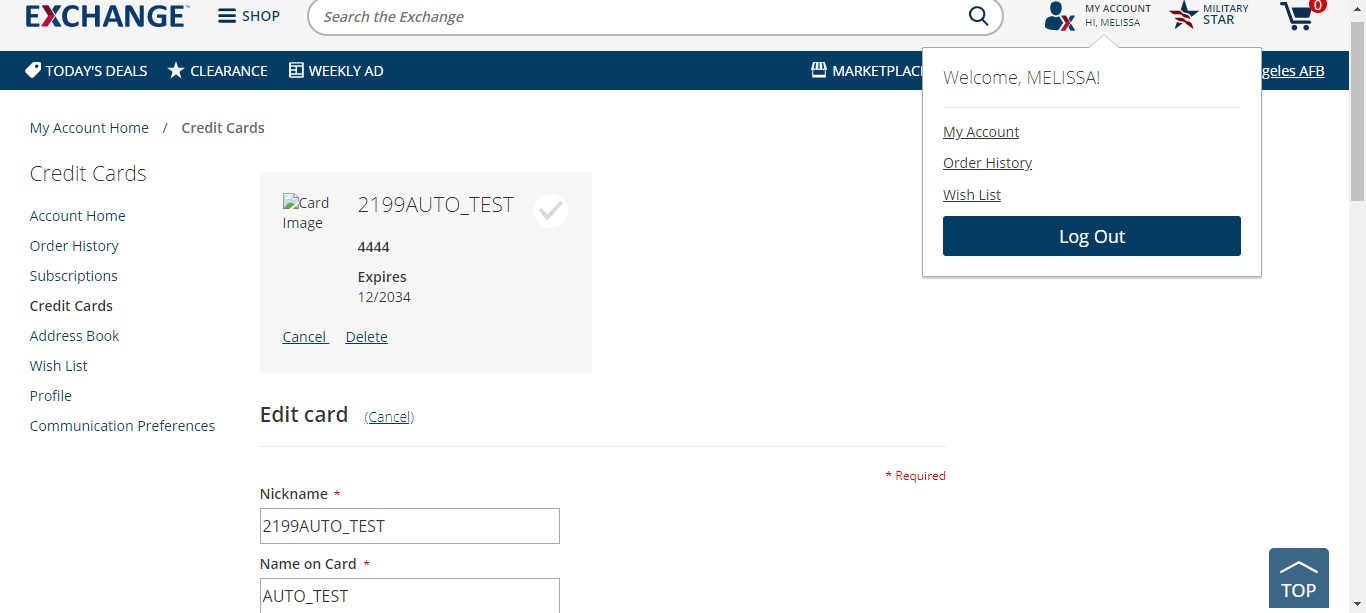 EXCHANGE
SHOP
Search the Exchange
MY ACCOUNT
HI, MELISSA
MILITARY
STAR
0
TODAY'S DEALS
CLEARANCE
WEEKLY AD
MARKETPLAC
geles AFB
Welcome, MELISSA!
My Account
Order History
Wish List
Log Out
My Account Home / Credit Cards
Credit Cards
Account Home
Order History
Subscriptions
Credit Cards
Address Book
Wish List
Profile
Communication Preferences
Card
Image
2199AUTO_TEST
4444
Expires
12/2034
Cancel Delete
Edit card (Cancel)
* Required
Nickname *
2199AUTO_TEST
Name on Card *
AUTO_TEST
TOP